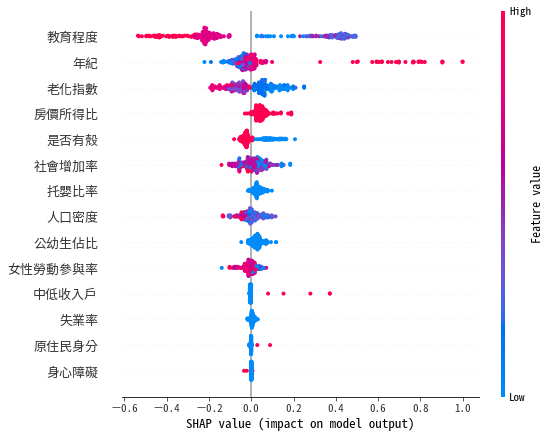 High
教育程度
年紀
老化指數
房價所得比
是否有殼
社會增加率
托嬰比率
人口密度
公幼生佔比
女性勞動參與率
中低收入戶
失業率
原住民身分
身心障礙
Feature value
Low
−0.6 −0.4 −0.2 0.0 0.2 0.4 0.6 0.8 1.0
SHAP value (impact on model output)